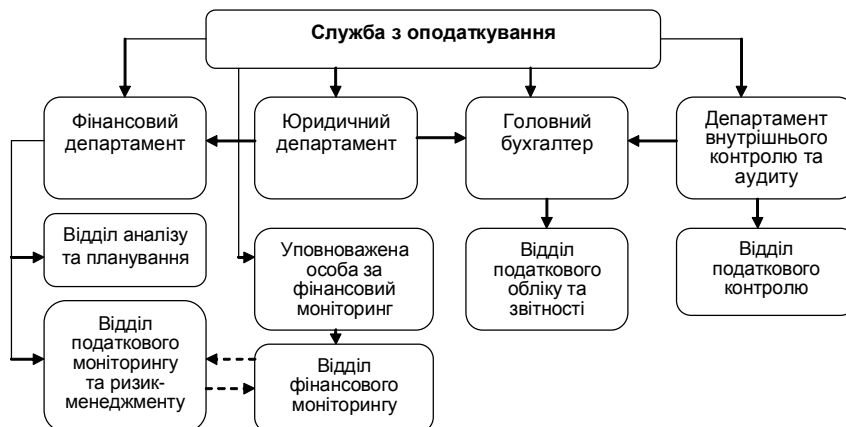 Служба з оподаткування
Фінансовий
департамент
Юридичний
департамент
Головний
бухгалтер
Департамент
внутрішнього
контролю та
аудиту
Відділ аналізу
та планування
Уповноважена
особа за
фінансовий
моніторинг
Відділ
податкового
обліку та
звітності
Відділ
податкового
контролю
Відділ
податкового
моніторингу
та ризик-
менеджменту
Відділ
фінансового
моніторингу